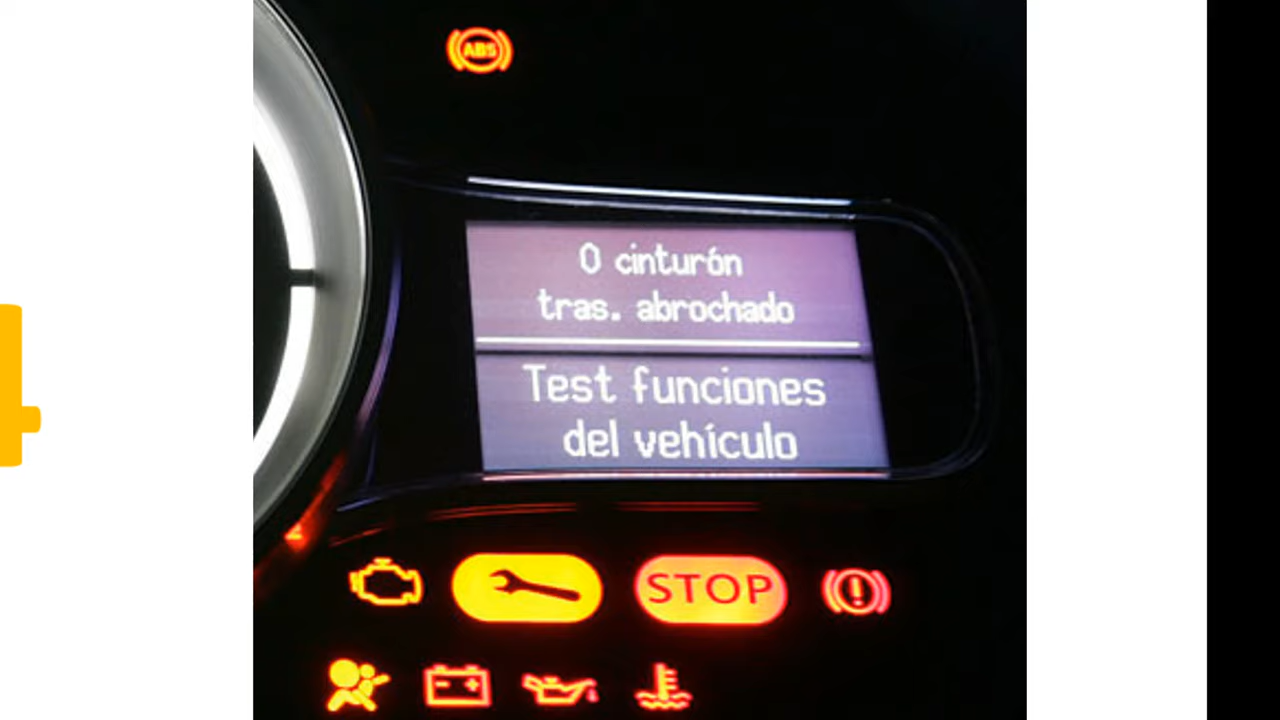 ABS
0 cinturón
tras. abrochado
Test funciones
del vehículo
STOP